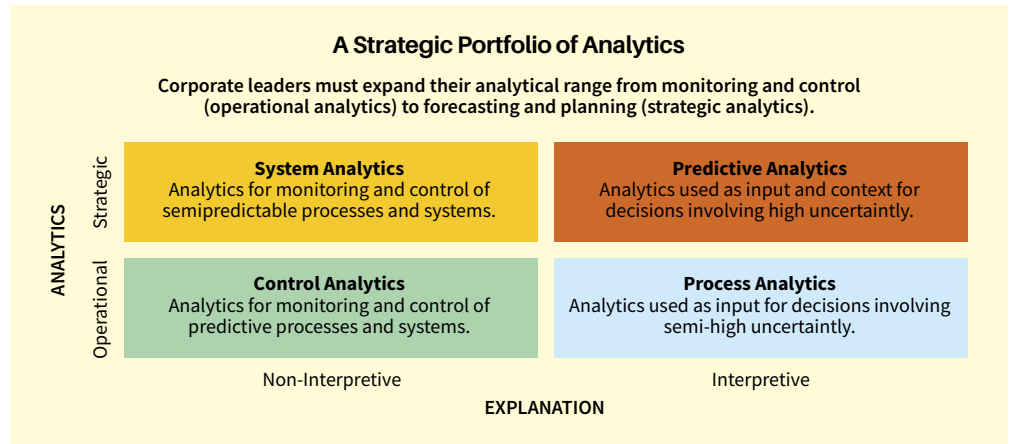 A Strategic Portfolio of Analytics
Corporate leaders must expand their analytical range from monitoring and control
(operational analytics) to forecasting and planning (strategic analytics).
ANALYTICS
Strategic
System Analytics
Analytics for monitoring and control of
semipredictable processes and systems.
Predictive Analytics
Analytics used as input and context for
decisions involving high uncertaintly.
Operational
Control Analytics
Analytics for monitoring and control of
predictive processes and systems.
Process Analytics
Analytics used as input for decisions involving
semi-high uncertaintly.
Non-Interpretive
Interpretive
EXPLANATION